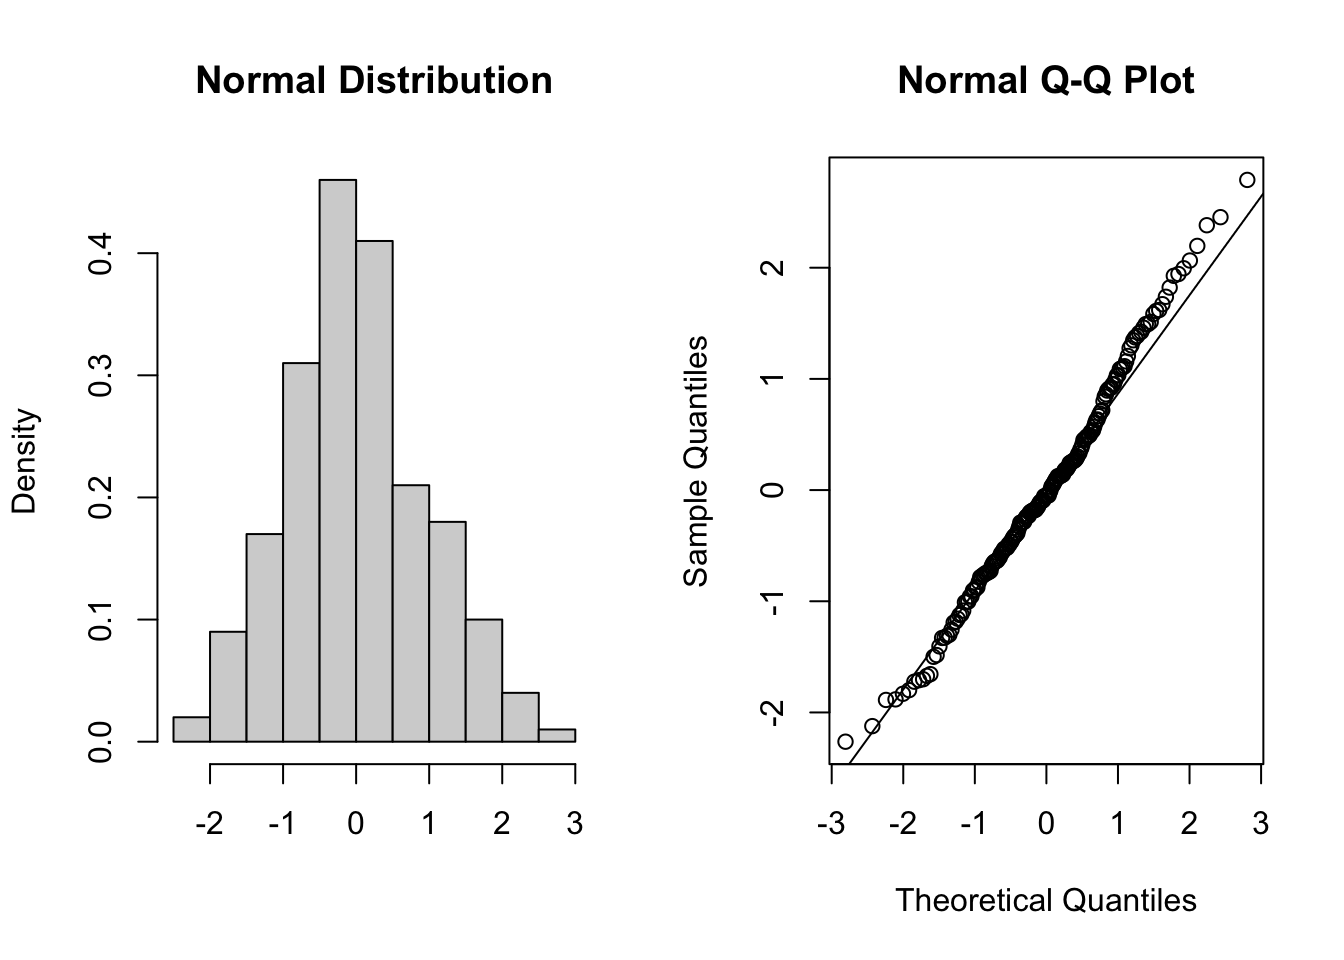 Normal Distribution
Density
0.0 0.1 0.2 0.3 0.4
-2 -1 0 1 2 3
Normal Q-Q Plot
Sample Quantiles
-2 -1 0 1 2
-3 -2 -1 0 1 2 3
Theoretical Quantiles